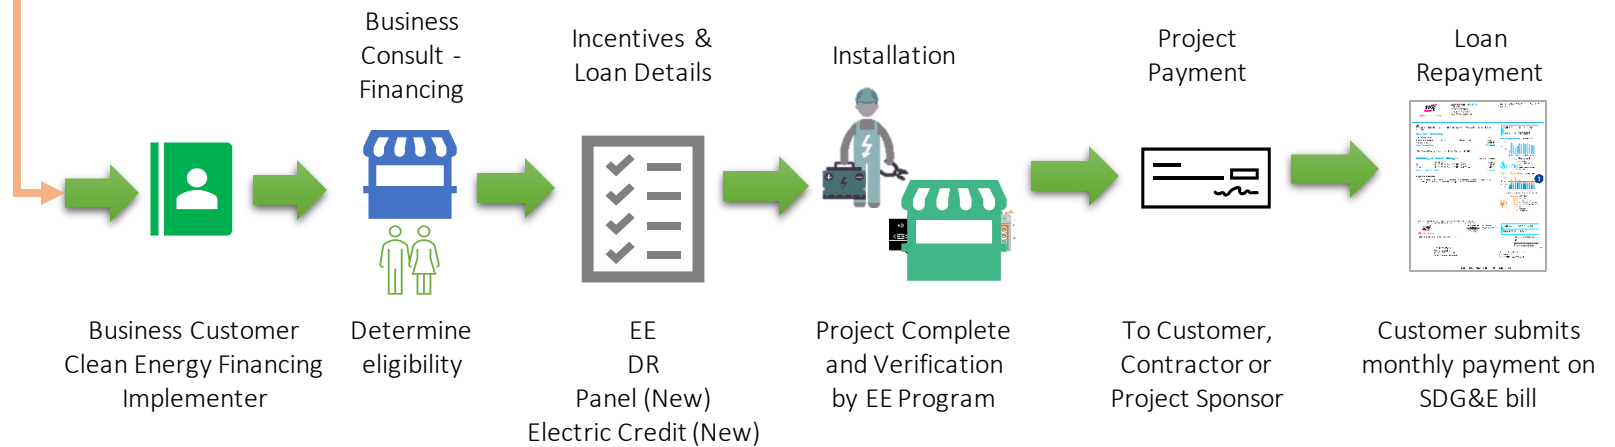 Business
Consult -
Financing
Incentives &
Loan Details
Installation
Project
Payment
Loan
Repayment
Business Customer
Clean Energy Financing
Implementer
Determine
eligibility
EE
DR
Panel (New)
Electric Credit (New)
Project Complete
and Verification
by EE Program
To Customer,
Contractor or
Project Sponsor
Customer submits
monthly payment on
SDG&E bill